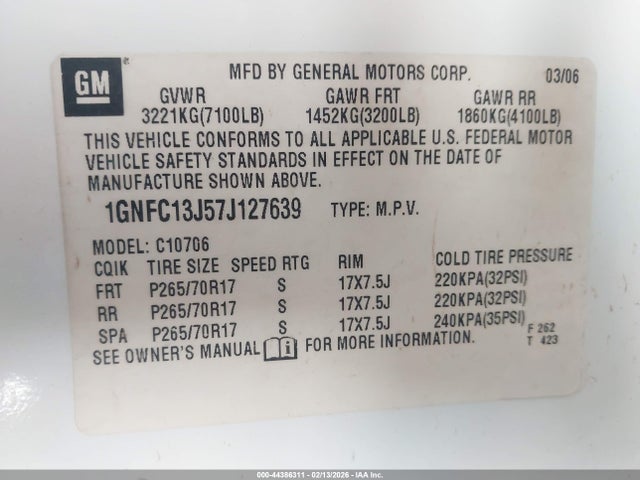 GM
MFD BY GENERAL MOTORS CORP. 03/06
GVWR GAWR FRT GAWR RR
3221KG(7100LB) 1452KG(3200LB) 1860KG(4100LB)
THIS VEHICLE CONFORMS TO ALL APPLICABLE U.S. FEDERAL MOTOR
VEHICLE SAFETY STANDARDS IN EFFECT ON THE DATE OF
MANUFACTURE SHOWN ABOVE.
1GNFC13J57J127639 TYPE: M.P.V.
MODEL: C10706
CQIK TIRE SIZE SPEED RTG RIM COLD TIRE PRESSURE
FRT P265/70R17 S 17X7.5J 220KPA(32PSI)
RR P265/70R17 S 17X7.5J 220KPA(32PSI)
SPA P265/70R17 S 17X7.5J 240KPA(35PSI)
SEE OWNER'S MANUAL FOR MORE INFORMATION.
F 262
T 423
000-44386311 - 02/13/2026 - IAA Inc.